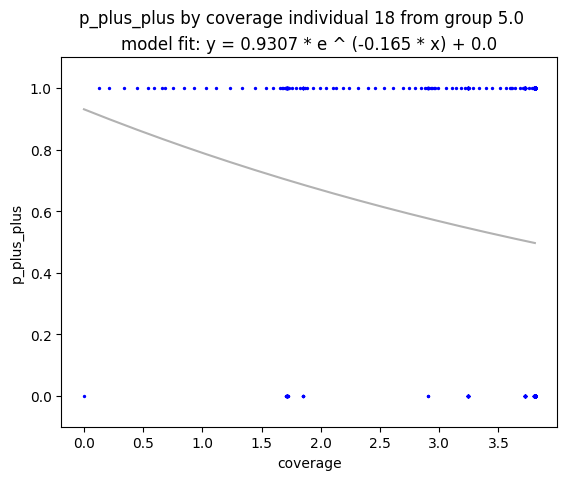 p_plus_plus by coverage individual 18 from group 5.0
model fit: y = 0.9307 * e ^ (-0.165 * x) + 0.0
1.0
0.8
0.6
0.4
0.2
0.0
p_plus_plus
0.0 0.5 1.0 1.5 2.0 2.5 3.0 3.5
coverage